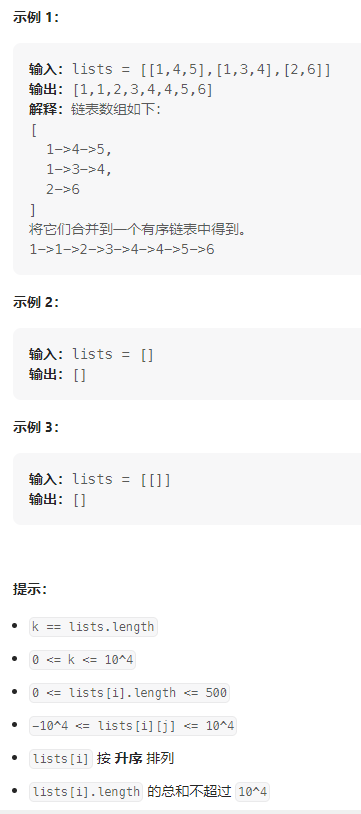 示例 1：
输入：lists = [[1,4,5],[1,3,4],[2,6]]
输出：[1,1,2,3,4,4,5,6]
解释：链表数组如下：
[
1->4->5,
1->3->4,
2->6
]
将它们合并到一个有序链表中得到。
1->1->2->3->4->4->5->6
示例 2：
输入：lists = []
输出：[]
示例 3：
输入：lists = [[]]
输出：[]
提示：
• k == lists.length
• 0 <= k <= 10^4
• 0 <= lists[i].length <= 500
• -10^4 <= lists[i][j] <= 10^4
• lists[i] 按 升序 排列
• lists[i].length 的总和不超过 10^4